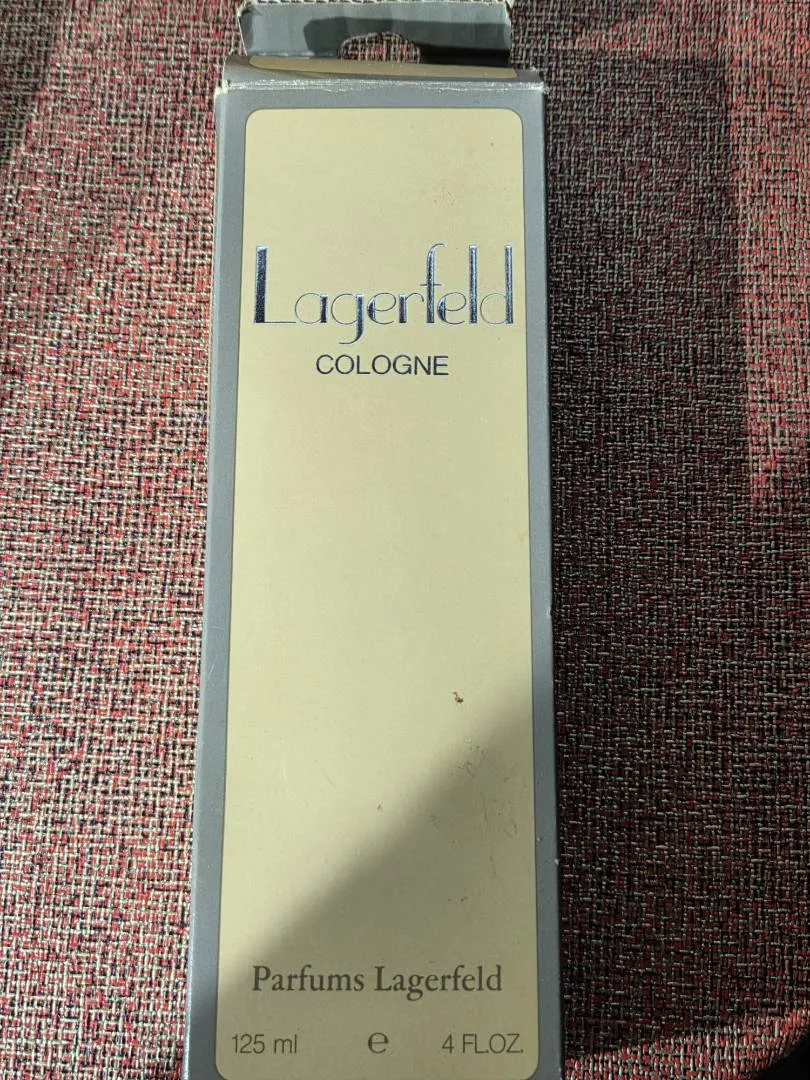 Lagerfeld
COLOGNE
Parfums Lagerfeld
125 ml ℮ 4 FL.OZ.